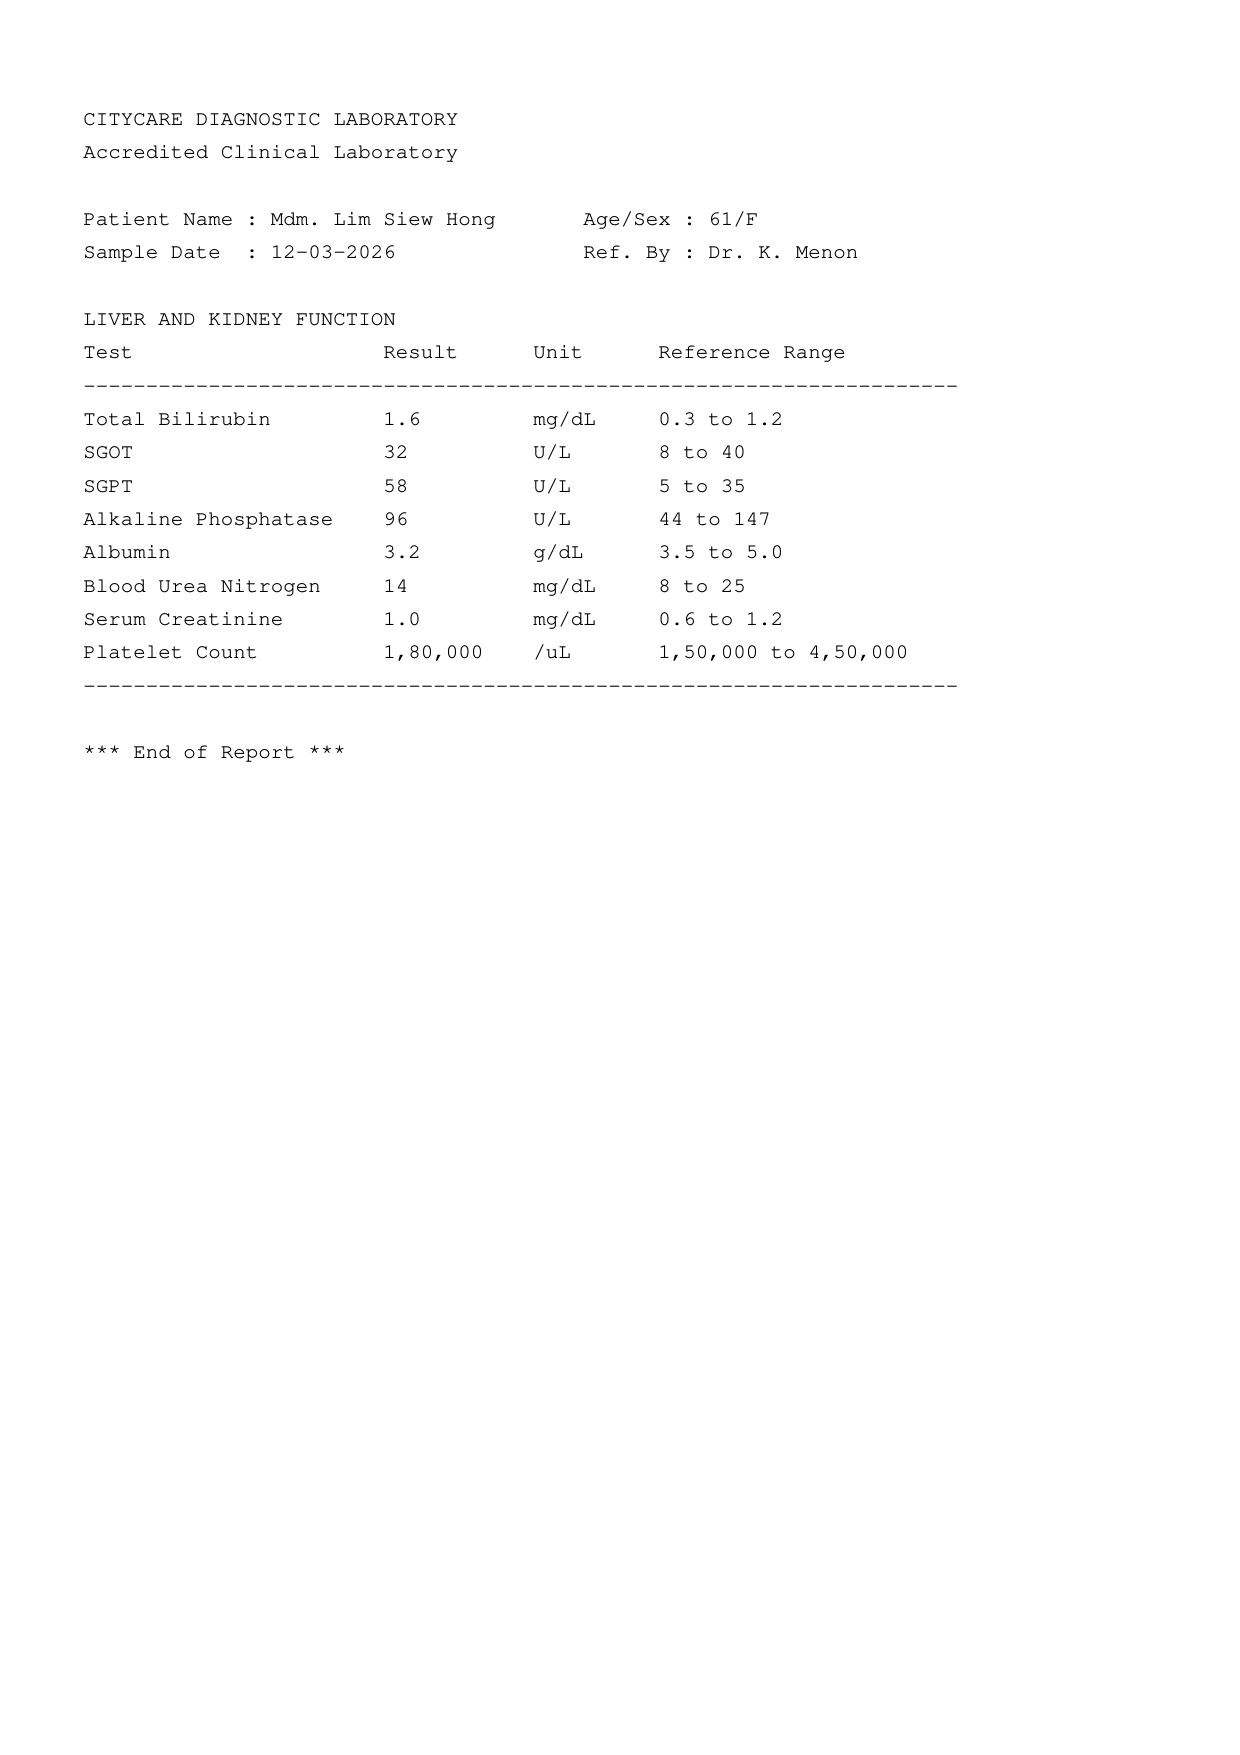 CITYCARE DIAGNOSTIC LABORATORY
Accredited Clinical Laboratory
Patient Name : Mdm. Lim Siew Hong       Age/Sex : 61/F
Sample Date  : 12-03-2026               Ref. By : Dr. K. Menon
LIVER AND KIDNEY FUNCTION
Test                    Result      Unit      Reference Range
----------------------------------------------------------------------
Total Bilirubin         1.6         mg/dL     0.3 to 1.2
SGOT                    32          U/L       8 to 40
SGPT                    58          U/L       5 to 35
Alkaline Phosphatase    96          U/L       44 to 147
Albumin                 3.2         g/dL      3.5 to 5.0
Blood Urea Nitrogen     14          mg/dL     8 to 25
Serum Creatinine        1.0         mg/dL     0.6 to 1.2
Platelet Count          1,80,000    /uL       1,50,000 to 4,50,000
----------------------------------------------------------------------
*** End of Report ***